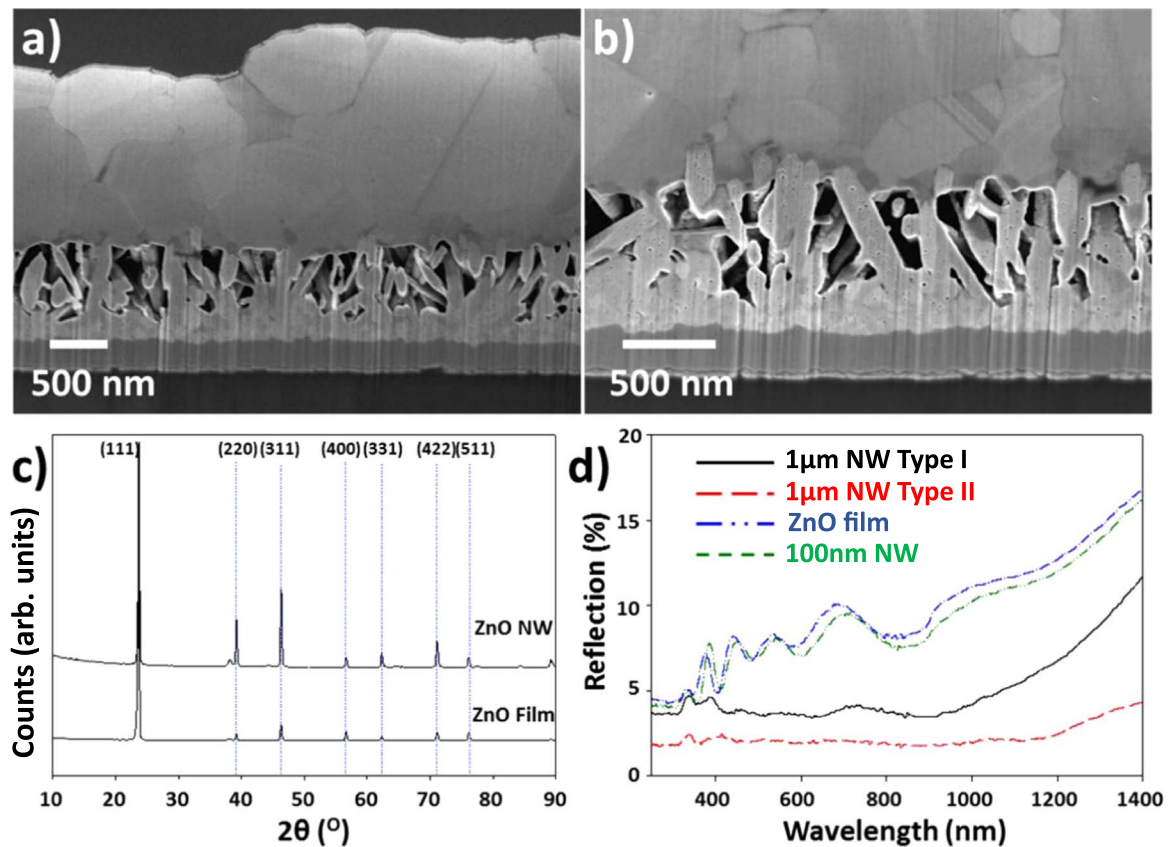 a)
500 nm
b)
500 nm
c)
(111)
(220) (311)
(400) (331)
(422) (511)
ZnO NW
ZnO Film
Counts (arb. units)
10 20 30 40 50 60 70 80 90
2θ (O)
d)
1µm NW Type I
1µm NW Type II
ZnO film
100nm NW
20
15
10
5
0
Reflection (%)
400 600 800 1000 1200 1400
Wavelength (nm)